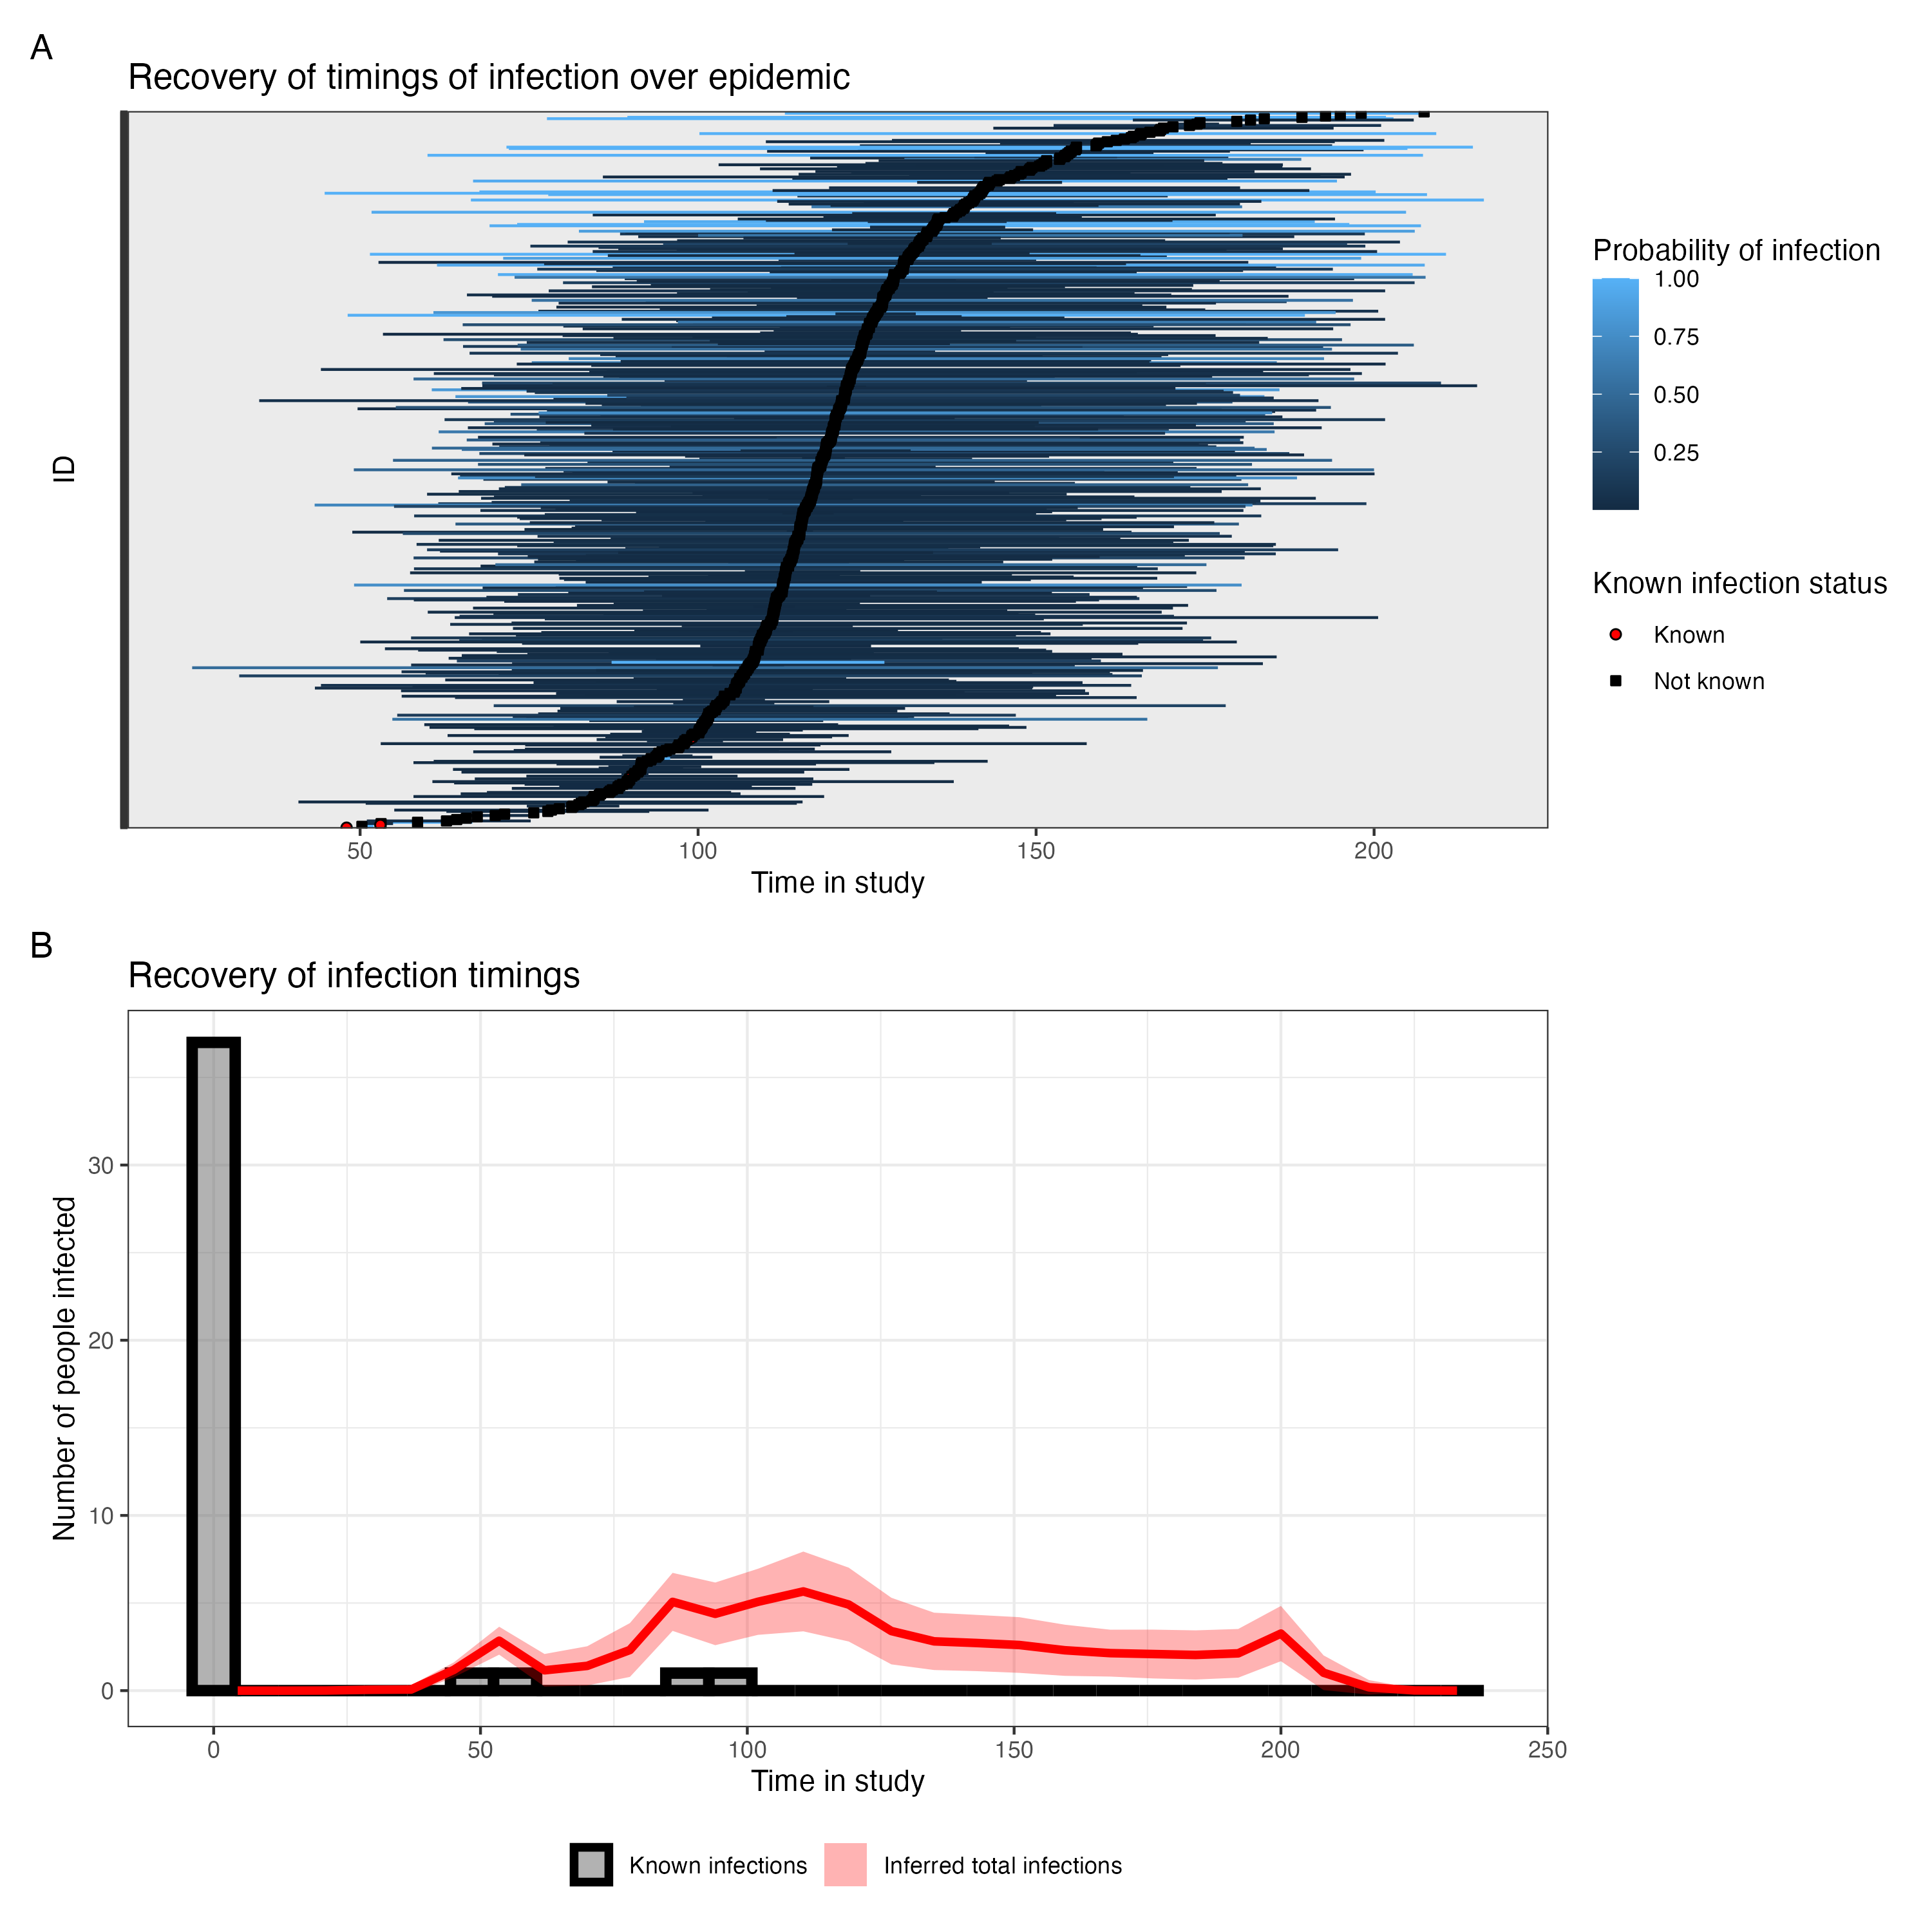 A
Recovery of timings of infection over epidemic
ID
50 100 150 200
Time in study
Probability of infection
1.00
0.75
0.50
0.25
Known infection status
Known
Not known
B
Recovery of infection timings
Number of people infected
30
20
10
0
0 50 100 150 200 250
Time in study
Known infections Inferred total infections